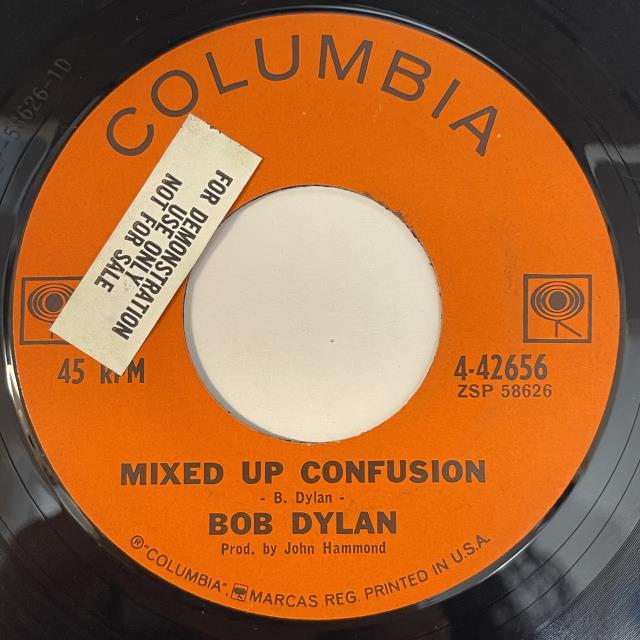 COLUMBIA
FOR DEMONSTRATION
USE ONLY
NOT FOR SALE
45 RPM
4-42656
ZSP 58626
MIXED UP CONFUSION
- B. Dylan -
BOB DYLAN
Prod. by John Hammond
® "COLUMBIA", MARCAS REG. PRINTED IN U.S.A.